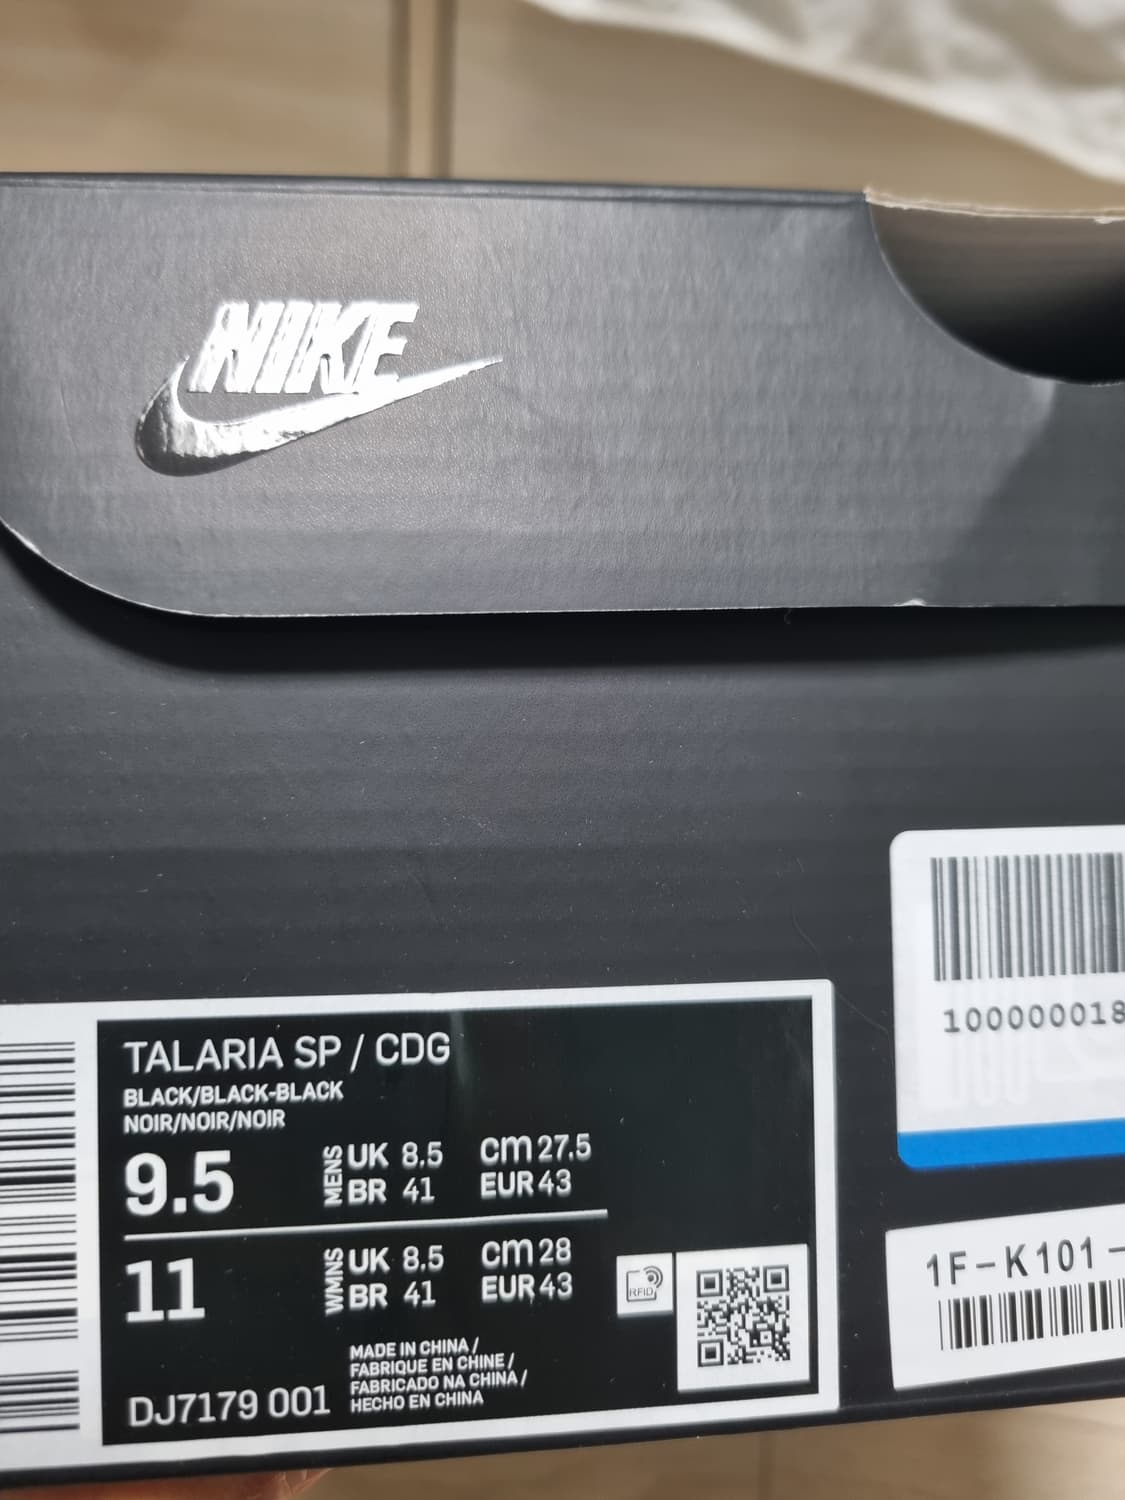 NIKE
100000018
TALARIA SP / CDG
BLACK/BLACK-BLACK
NOIR/NOIR/NOIR
9.5 MENS UK 8.5 cm 27.5
BR 41 EUR 43
11 WMNS UK 8.5 cm 28
BR 41 EUR 43
RFID
MADE IN CHINA /
FABRIQUE EN CHINE /
FABRICADO NA CHINA /
HECHO EN CHINA
DJ7179 001
1F-K101-